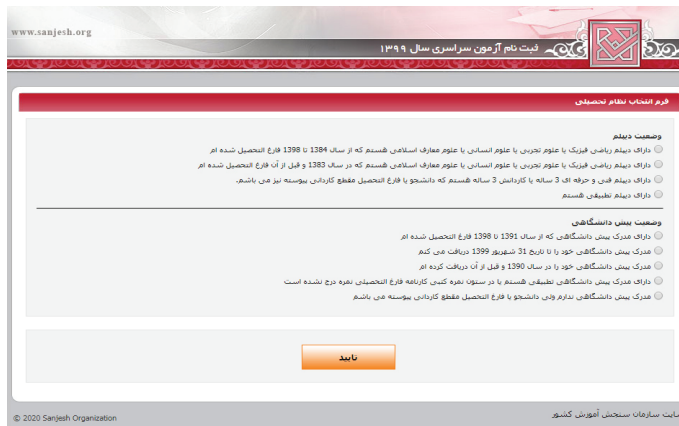 www.sanjesh.org
ثبت نام آزمون سراسری سال ۱۳۹۹
فرم انتخاب نظام تحصیلی
وضعیت دیپلم
دارای دیپلم ریاضی فیزیک یا علوم تجربی یا علوم انسانی یا علوم معارف اسلامی هستم که از سال 1384 تا 1398 فارغ التحصیل شده ام
دارای دیپلم ریاضی فیزیک یا علوم تجربی یا علوم انسانی یا علوم معارف اسلامی هستم که در سال 1383 و قبل از آن فارغ التحصیل شده ام
دارای دیپلم فنی و حرفه ای 3 ساله یا کاردانش 3 ساله هستم که دانشجو یا فارغ التحصیل مقطع کاردانی پیوسته نیز می باشم.
دارای دیپلم تطبیقی هستم
وضعیت پیش دانشگاهی
دارای مدرک پیش دانشگاهی که از سال 1391 تا 1398 فارغ التحصیل شده ام
مدرک پیش دانشگاهی خود را تا تاریخ 31 شهریور 1399 دریافت می کنم
مدرک پیش دانشگاهی خود را در سال 1390 و قبل از آن دریافت کرده ام
دارای مدرک پیش دانشگاهی تطبیقی هستم یا در ستون نمره کتبی کارنامه فارغ التحصیلی نمره درج نشده است
مدرک پیش دانشگاهی ندارم ولی دانشجو یا فارغ التحصیل مقطع کاردانی پیوسته می باشم
تایید
سایت سازمان سنجش آموزش کشور
© 2020 Sanjesh Organization